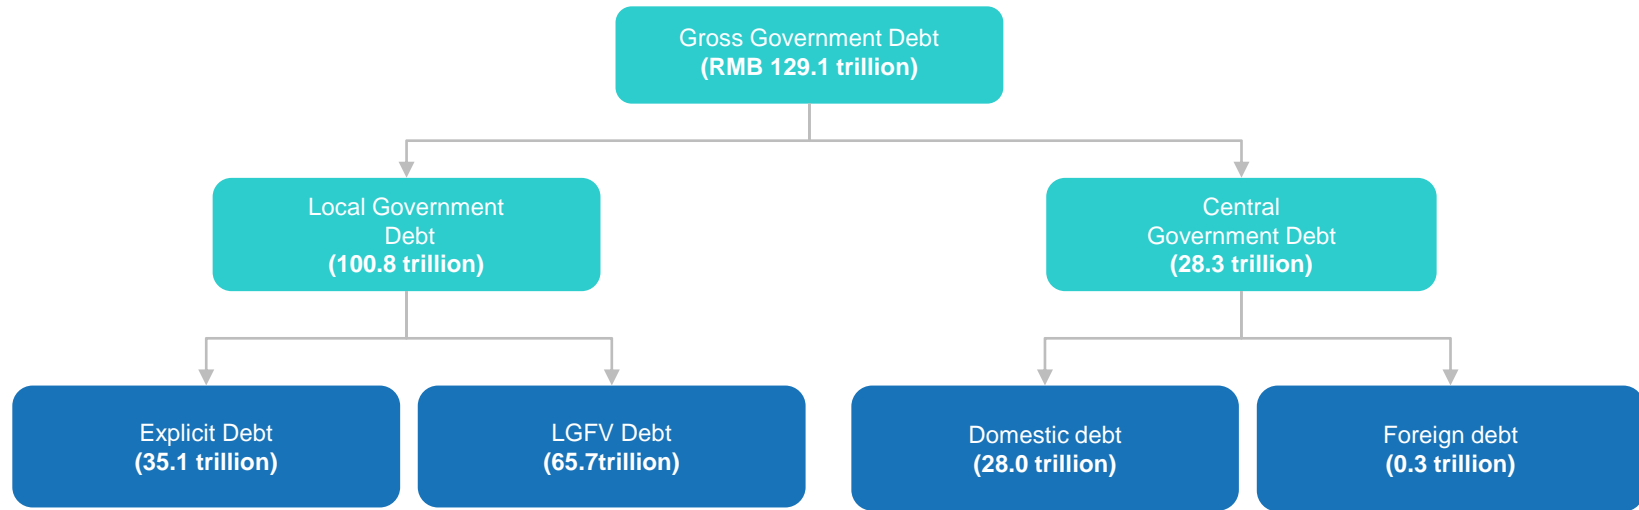 Gross Government Debt
(RMB 129.1 trillion)
Local Government
Debt
(100.8 trillion)
Central
Government Debt
(28.3 trillion)
Explicit Debt
(35.1 trillion)
LGFV Debt
(65.7trillion)
Domestic debt
(28.0 trillion)
Foreign debt
(0.3 trillion)